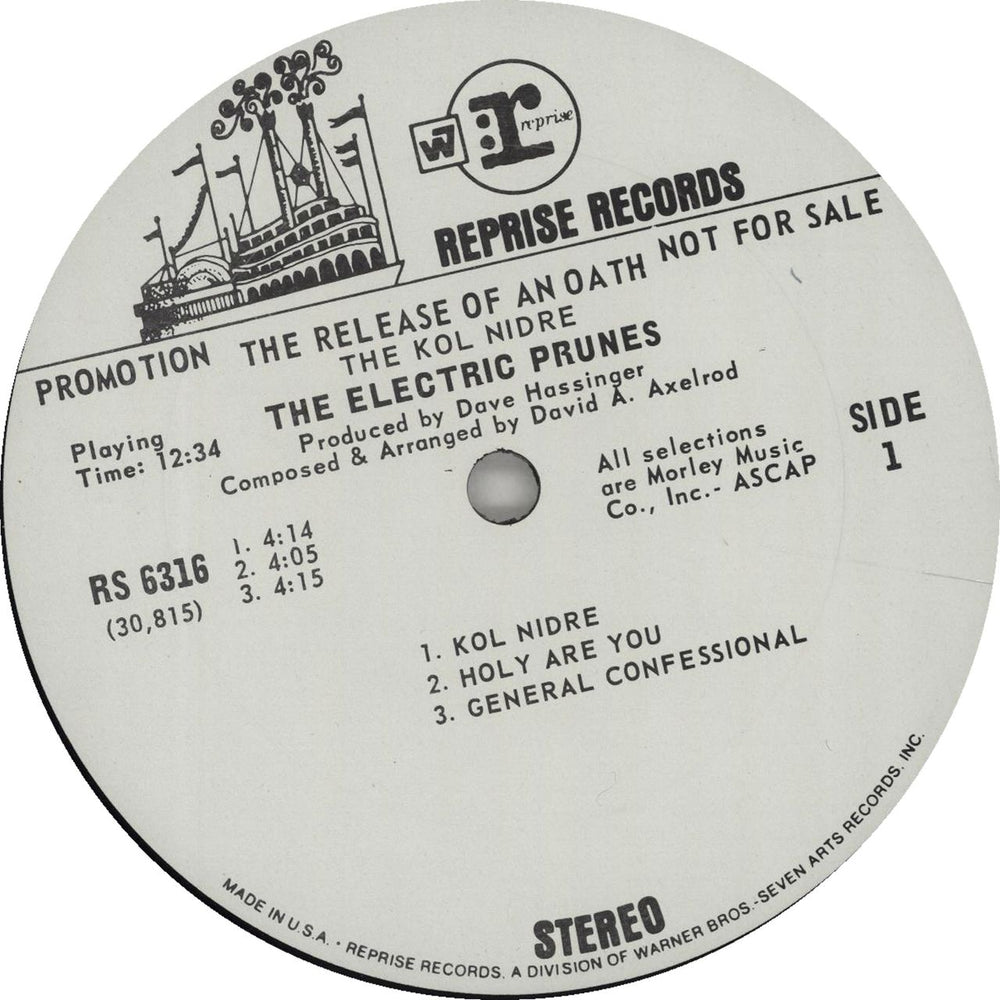 W7
r: reprise
REPRISE RECORDS
PROMOTION
NOT FOR SALE
THE RELEASE OF AN OATH
THE KOL NIDRE
THE ELECTRIC PRUNES
Produced by Dave Hassinger
Composed & Arranged by David A. Axelrod
Playing
Time: 12:34
All selections
are Morley Music
Co., Inc.- ASCAP
SIDE
1
RS 6316
(30,815)
1. 4:14
2. 4:05
3. 4:15
1. KOL NIDRE
2. HOLY ARE YOU
3. GENERAL CONFESSIONAL
STEREO
MADE IN U.S.A. • REPRISE RECORDS, A DIVISION OF WARNER BROS.-SEVEN ARTS RECORDS, INC.